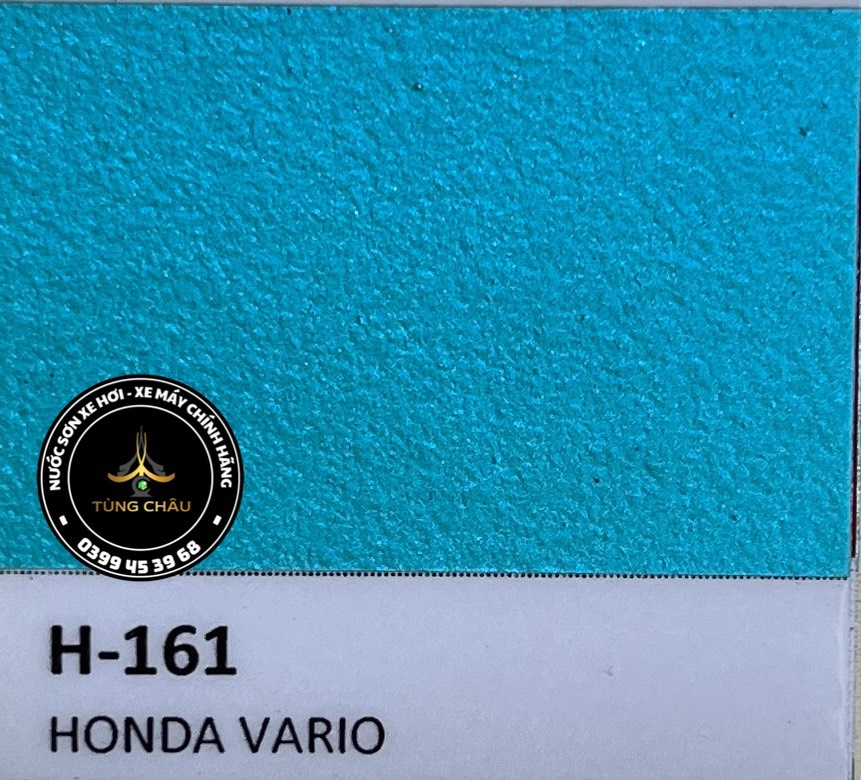 NƯỚC SƠN XE HƠI - XE MÁY CHÍNH HÃNG
TÙNG CHÂU
0399 45 39 68
H-161
HONDA VARIO